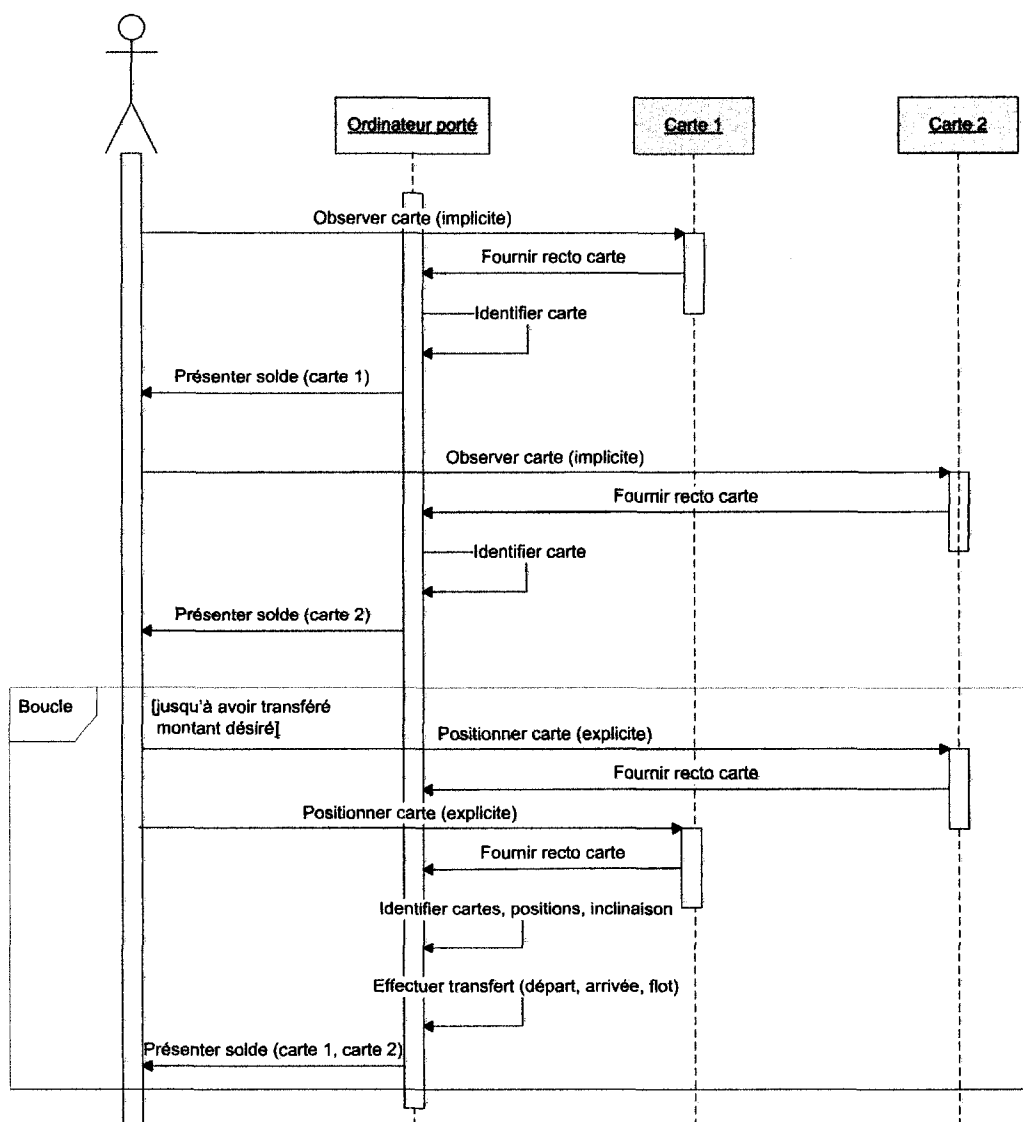 Ordinateur porté
Carte 1
Carte 2
Observer carte (implicite)
Fournir recto carte
Identifier carte
Présenter solde (carte 1)
Observer carte (implicite)
Fournir recto carte
Identifier carte
Présenter solde (carte 2)
Boucle
[jusqu'à avoir transféré
montant désiré]
Positionner carte (explicite)
Fournir recto carte
Positionner carte (explicite)
Fournir recto carte
Identifier cartes, positions, inclinaison
Effectuer transfert (départ, arrivée, flot)
Présenter solde (carte 1, carte 2)